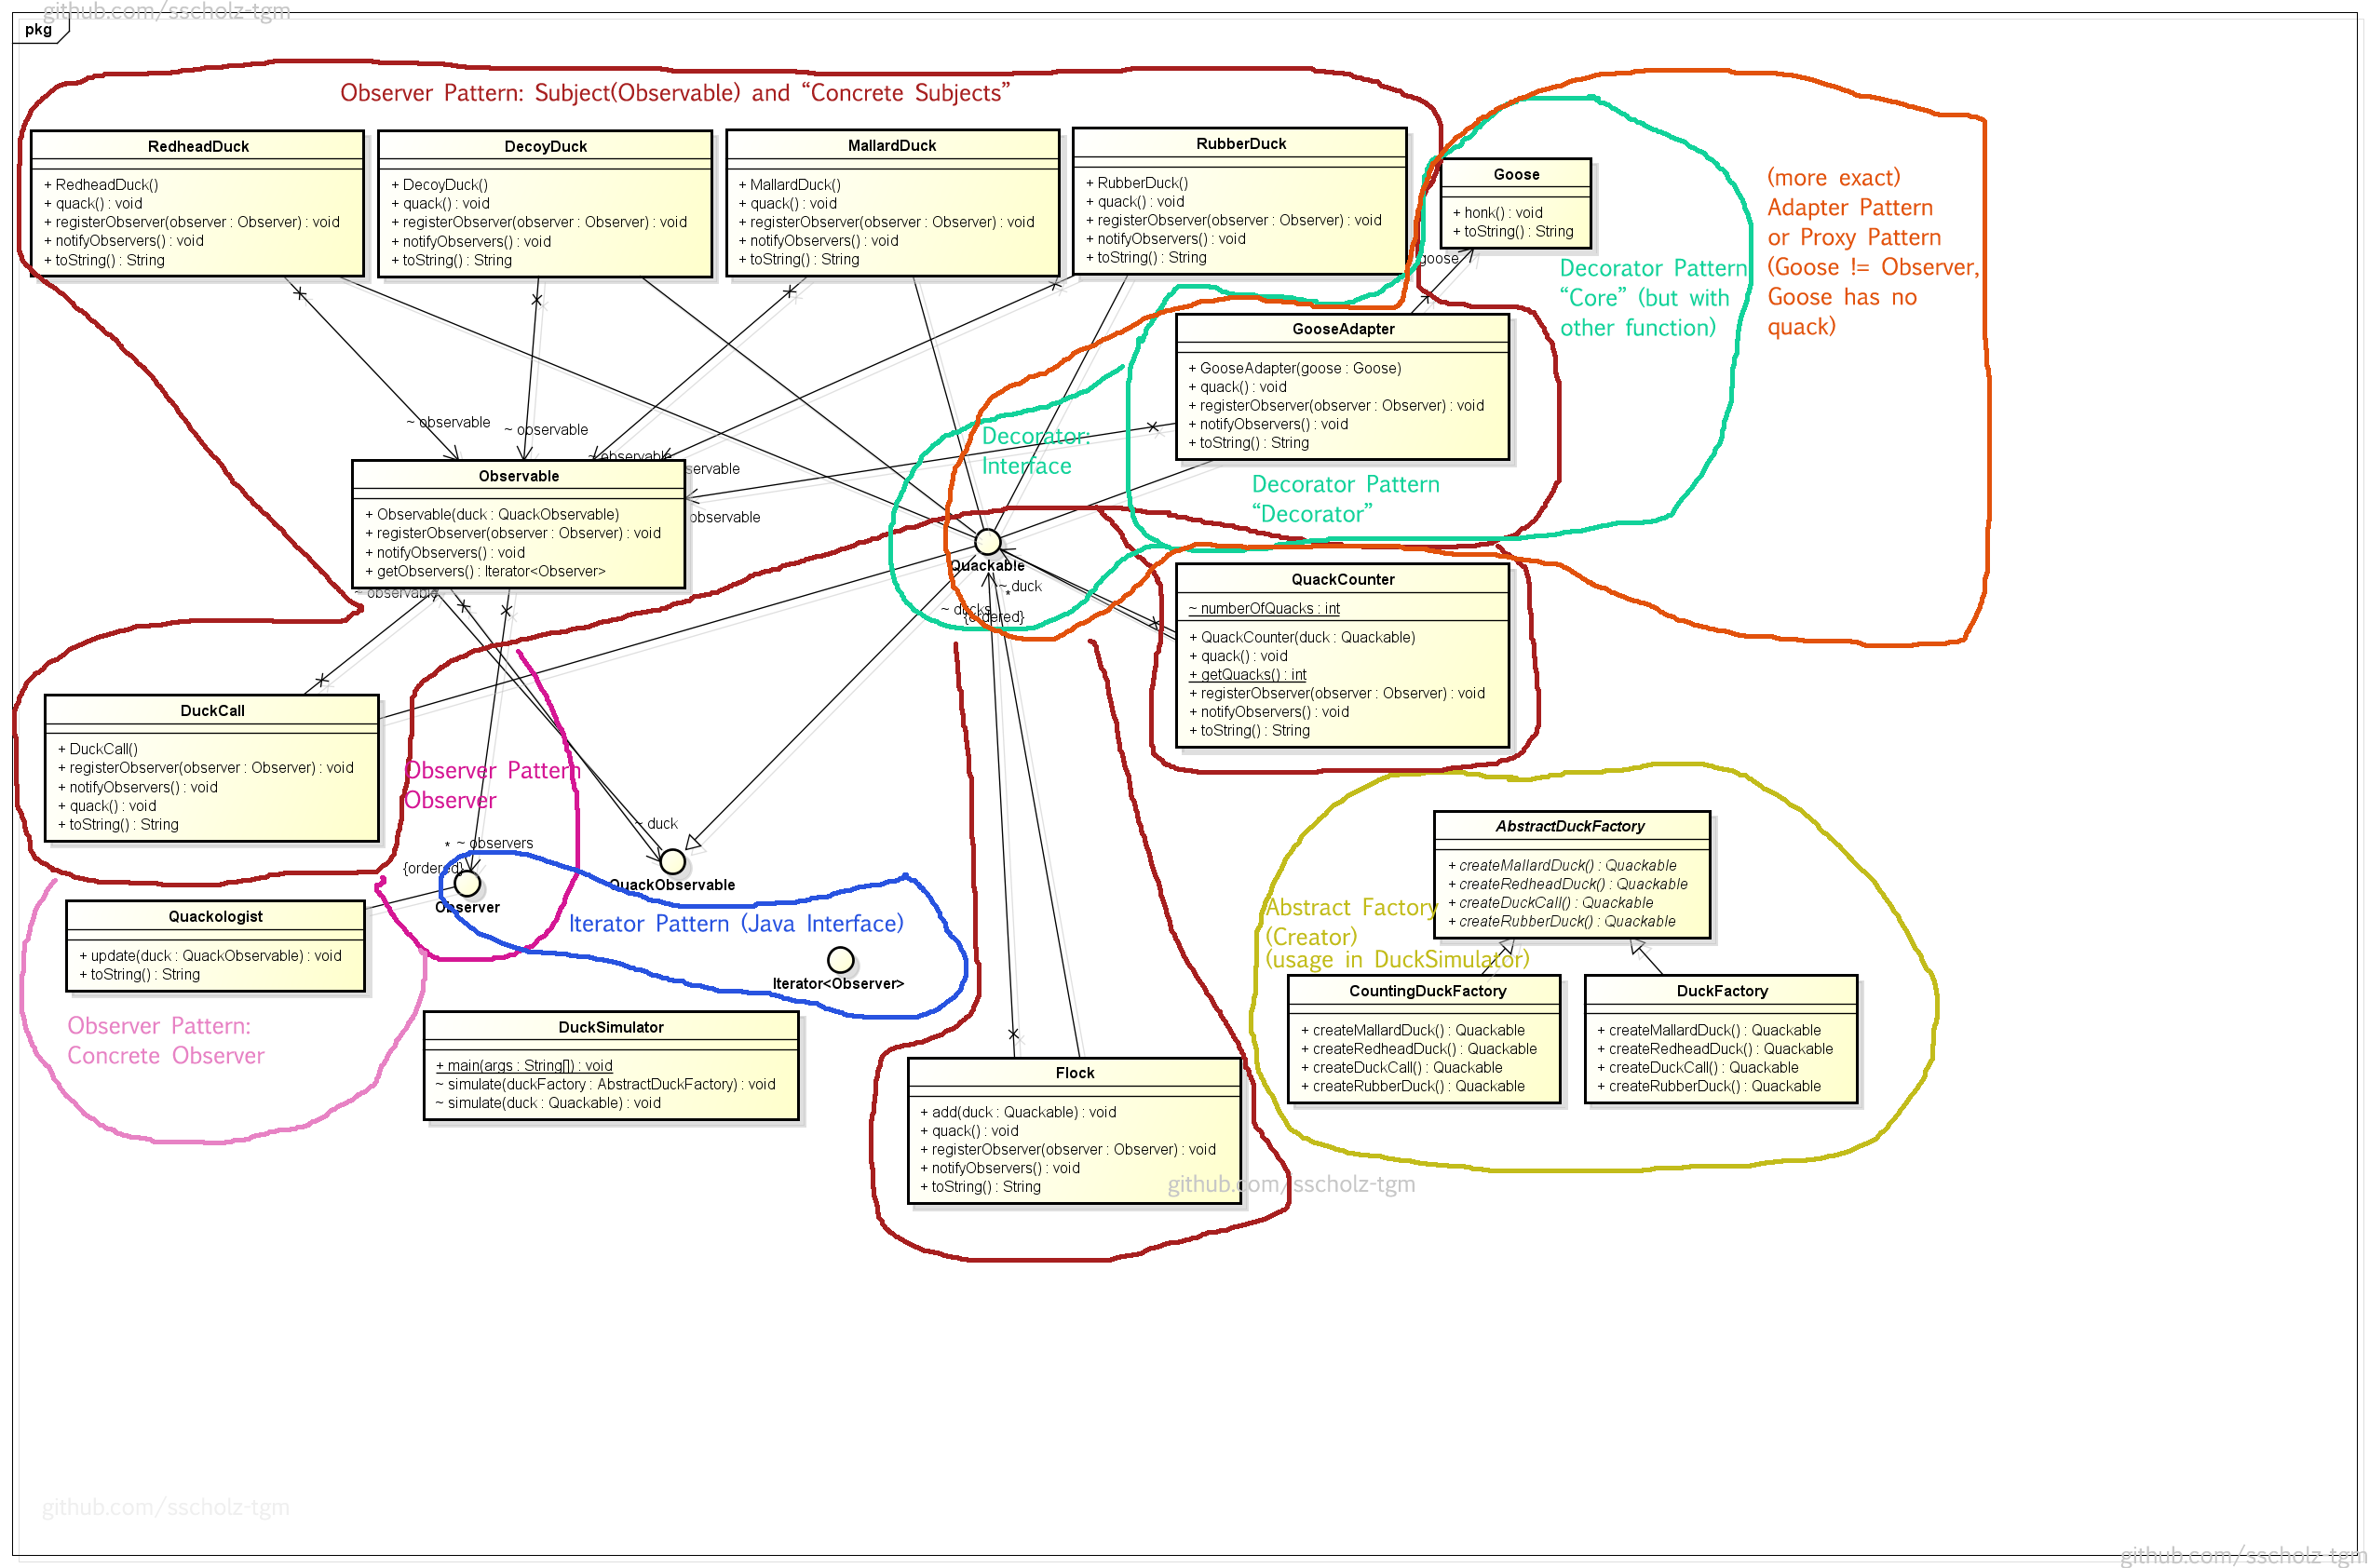 github.com/sscholz-tgm
pkg
Observer Pattern: Subject(Observable) and “Concrete Subjects”
RedheadDuck
+ RedheadDuck()
+ quack() : void
+ registerObserver(observer : Observer) : void
+ notifyObservers() : void
+ toString() : String
DecoyDuck
+ DecoyDuck()
+ quack() : void
+ registerObserver(observer : Observer) : void
+ notifyObservers() : void
+ toString() : String
MallardDuck
+ MallardDuck()
+ quack() : void
+ registerObserver(observer : Observer) : void
+ notifyObservers() : void
+ toString() : String
RubberDuck
+ RubberDuck()
+ quack() : void
+ registerObserver(observer : Observer) : void
+ notifyObservers() : void
+ toString() : String
Goose
+ honk() : void
+ toString() : String
goose
(more exact)
Adapter Pattern
or Proxy Pattern
(Goose != Observer,
Goose has no
quack)
Decorator Pattern
“Core” (but with
other function)
GooseAdapter
+ GooseAdapter(goose : Goose)
+ quack() : void
+ registerObserver(observer : Observer) : void
+ notifyObservers() : void
+ toString() : String
~ observable
~ observable
~ observable
servable
observable
Decorator:
Interface
Decorator Pattern
“Decorator”
Observable
+ Observable(duck : QuackObservable)
+ registerObserver(observer : Observer) : void
+ notifyObservers() : void
+ getObservers() : Iterator<Observer>
~ observable
Quackable
~ duck
*
~ ducks
{ordered}
QuackCounter
~ numberOfQuacks : int
+ QuackCounter(duck : Quackable)
+ quack() : void
+ getQuacks() : int
+ registerObserver(observer : Observer) : void
+ notifyObservers() : void
+ toString() : String
DuckCall
+ DuckCall()
+ registerObserver(observer : Observer) : void
+ notifyObservers() : void
+ quack() : void
+ toString() : String
Observer Pattern
Observer
~ duck
* ~ observers
{ordered}
QuackObservable
Observer
Quackologist
+ update(duck : QuackObservable) : void
+ toString() : String
Iterator Pattern (Java Interface)
Iterator<Observer>
Observer Pattern:
Concrete Observer
DuckSimulator
+ main(args : String[]) : void
~ simulate(duckFactory : AbstractDuckFactory) : void
~ simulate(duck : Quackable) : void
Flock
+ add(duck : Quackable) : void
+ quack() : void
+ registerObserver(observer : Observer) : void
+ notifyObservers() : void
+ toString() : String
AbstractDuckFactory
+ createMallardDuck() : Quackable
+ createRedheadDuck() : Quackable
+ createDuckCall() : Quackable
+ createRubberDuck() : Quackable
Abstract Factory
(Creator)
(usage in DuckSimulator)
CountingDuckFactory
+ createMallardDuck() : Quackable
+ createRedheadDuck() : Quackable
+ createDuckCall() : Quackable
+ createRubberDuck() : Quackable
DuckFactory
+ createMallardDuck() : Quackable
+ createRedheadDuck() : Quackable
+ createDuckCall() : Quackable
+ createRubberDuck() : Quackable
github.com/sscholz-tgm
github.com/sscholz-tgm
github.com/sscholz-tgm